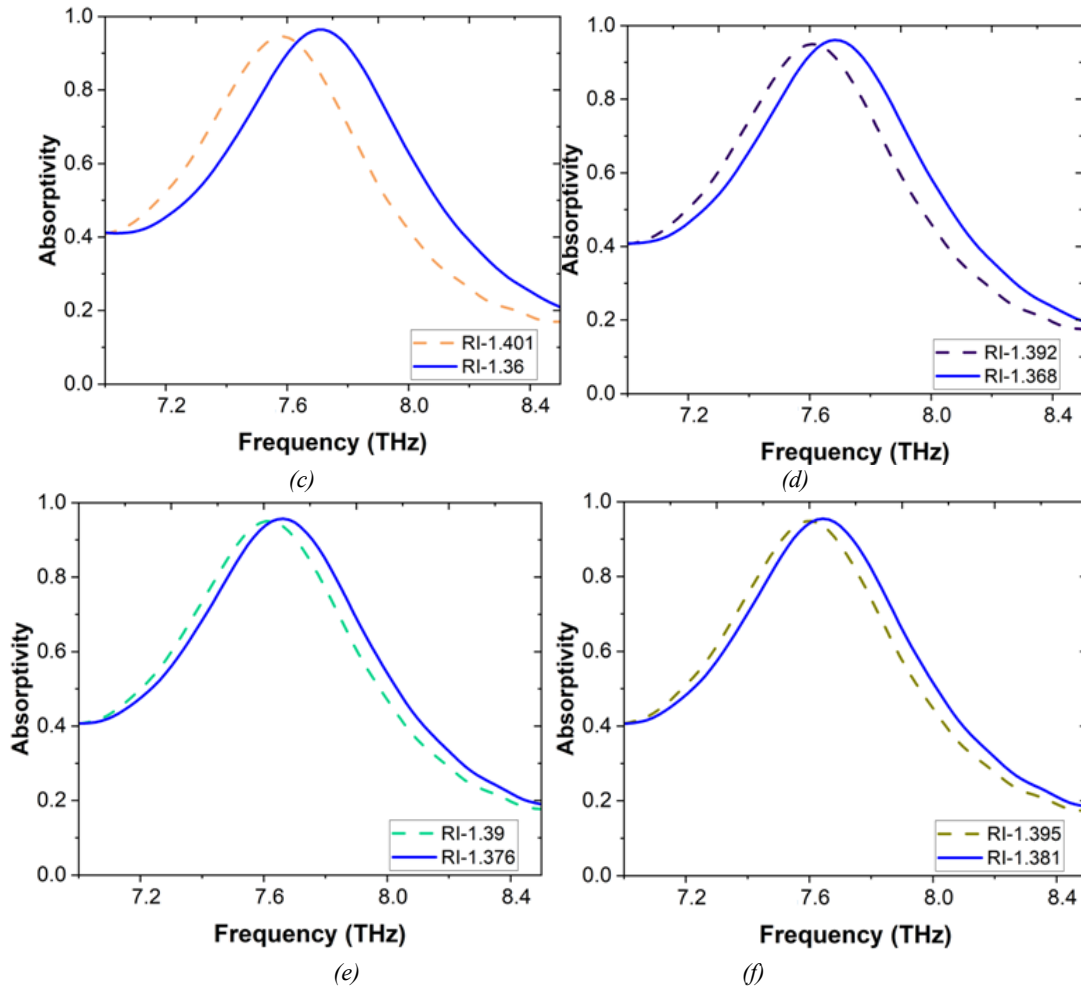 1.0
0.8
0.6
0.4
0.2
0.0
Absorptivity
7.2 7.6 8.0 8.4
Frequency (THz)
RI-1.401
RI-1.36
(c)
1.0
0.8
0.6
0.4
0.2
0.0
Absorptivity
7.2 7.6 8.0 8.4
Frequency (THz)
RI-1.392
RI-1.368
(d)
1.0
0.8
0.6
0.4
0.2
0.0
Absorptivity
7.2 7.6 8.0 8.4
Frequency (THz)
RI-1.39
RI-1.376
(e)
1.0
0.8
0.6
0.4
0.2
0.0
Absorptivity
7.2 7.6 8.0 8.4
Frequency (THz)
RI-1.395
RI-1.381
(f)